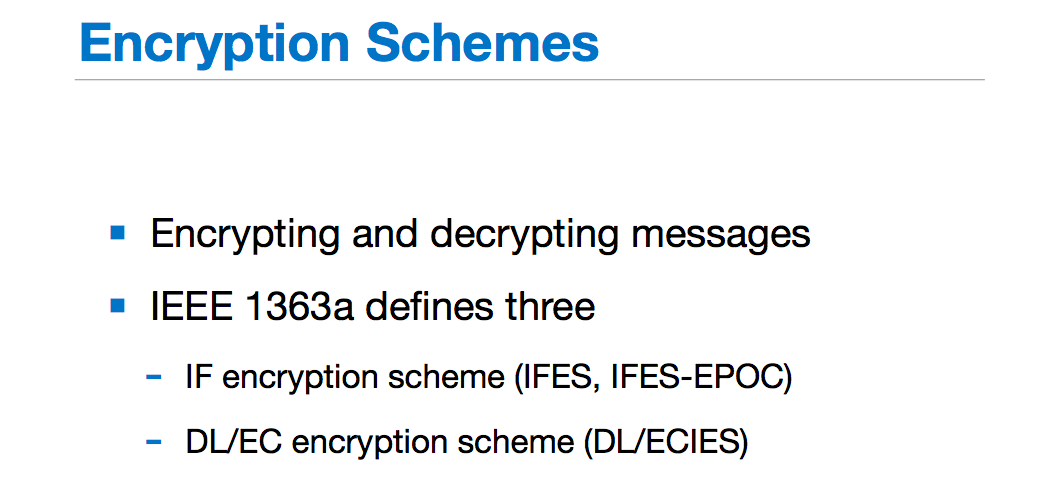 Encryption Schemes
Encrypting and decrypting messages
IEEE 1363a defines three
– IF encryption scheme (IFES, IFES-EPOC)
– DL/EC encryption scheme (DL/ECIES)